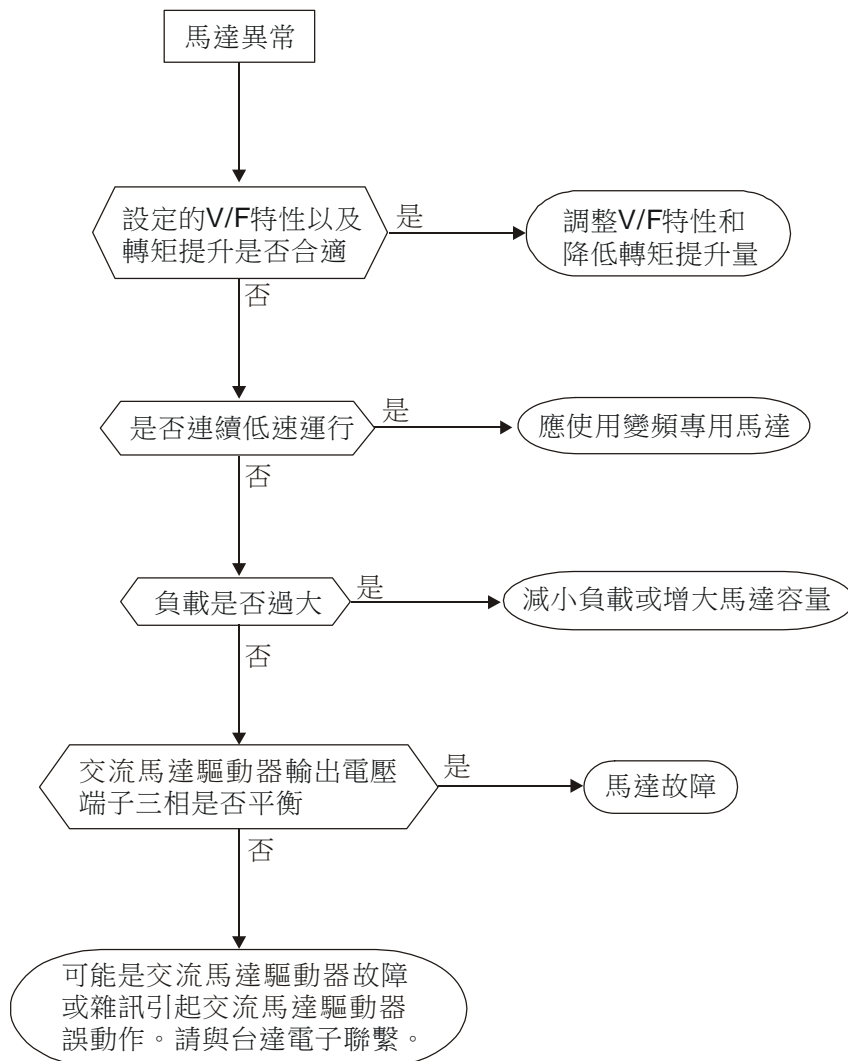 馬達異常
設定的V/F特性以及
轉矩提升是否合適
是
調整V/F特性和
降低轉矩提升量
否
是否連續低速運行
是
應使用變頻專用馬達
否
負載是否過大
是
減小負載或增大馬達容量
否
交流馬達驅動器輸出電壓
端子三相是否平衡
是
馬達故障
否
可能是交流馬達驅動器故障
或雜訊引起交流馬達驅動器
誤動作。請與台達電子聯繫。